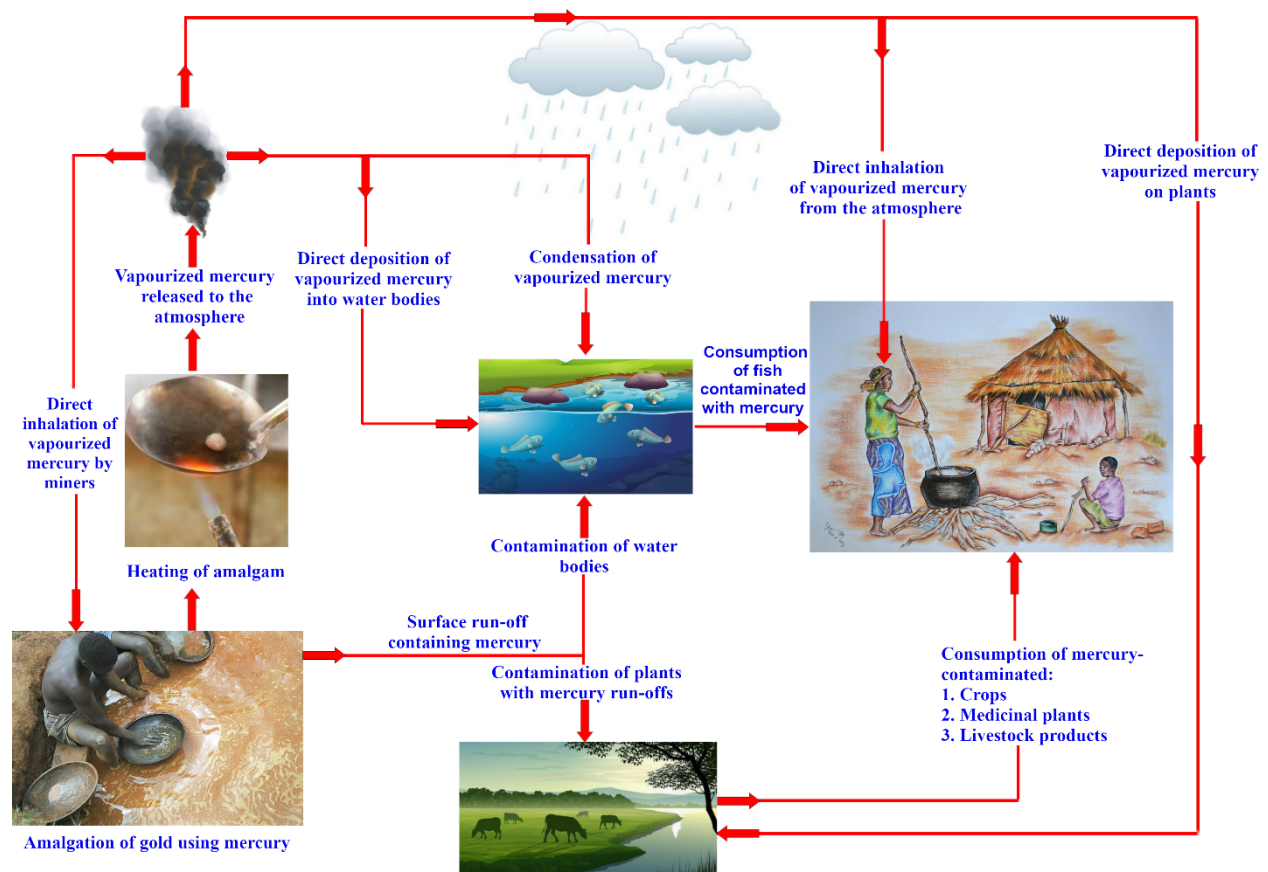 Direct inhalation
of vapourized mercury
from the atmosphere
Direct deposition of
vapourized mercury
on plants
Vapourized mercury
released to the
atmosphere
Direct deposition of
vapourized mercury
into water bodies
Condensation of
vapourized mercury
Consumption
of fish
contaminated
with mercury
Direct
inhalation of
vapourized
mercury by
miners
Heating of amalgam
Contamination of water
bodies
Surface run-off
containing mercury
Contamination of plants
with mercury run-offs
Consumption of mercury-
contaminated:
1. Crops
2. Medicinal plants
3. Livestock products
Amalgation of gold using mercury